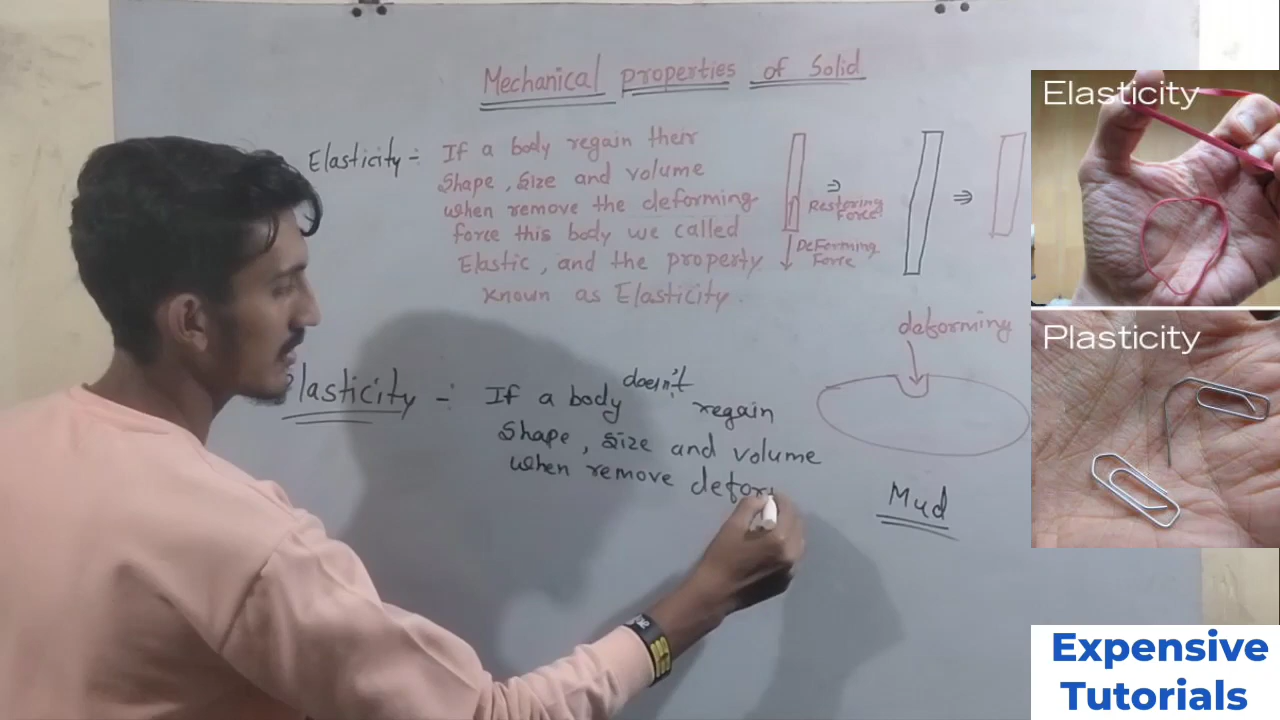 Mechanical properties of Solid
Elasticity :- If a body regain their
Shape, Size and volume
when remove the deforming
force this body we called
Elastic, and the property
known as Elasticity.
⇒
Restoring
Force
Deforming
Force
⇒
deforming
lasticity :- If a body doesn't regain
Shape, Size and volume
when remove defor
Mud
Elasticity
Plasticity
Expensive
Tutorials